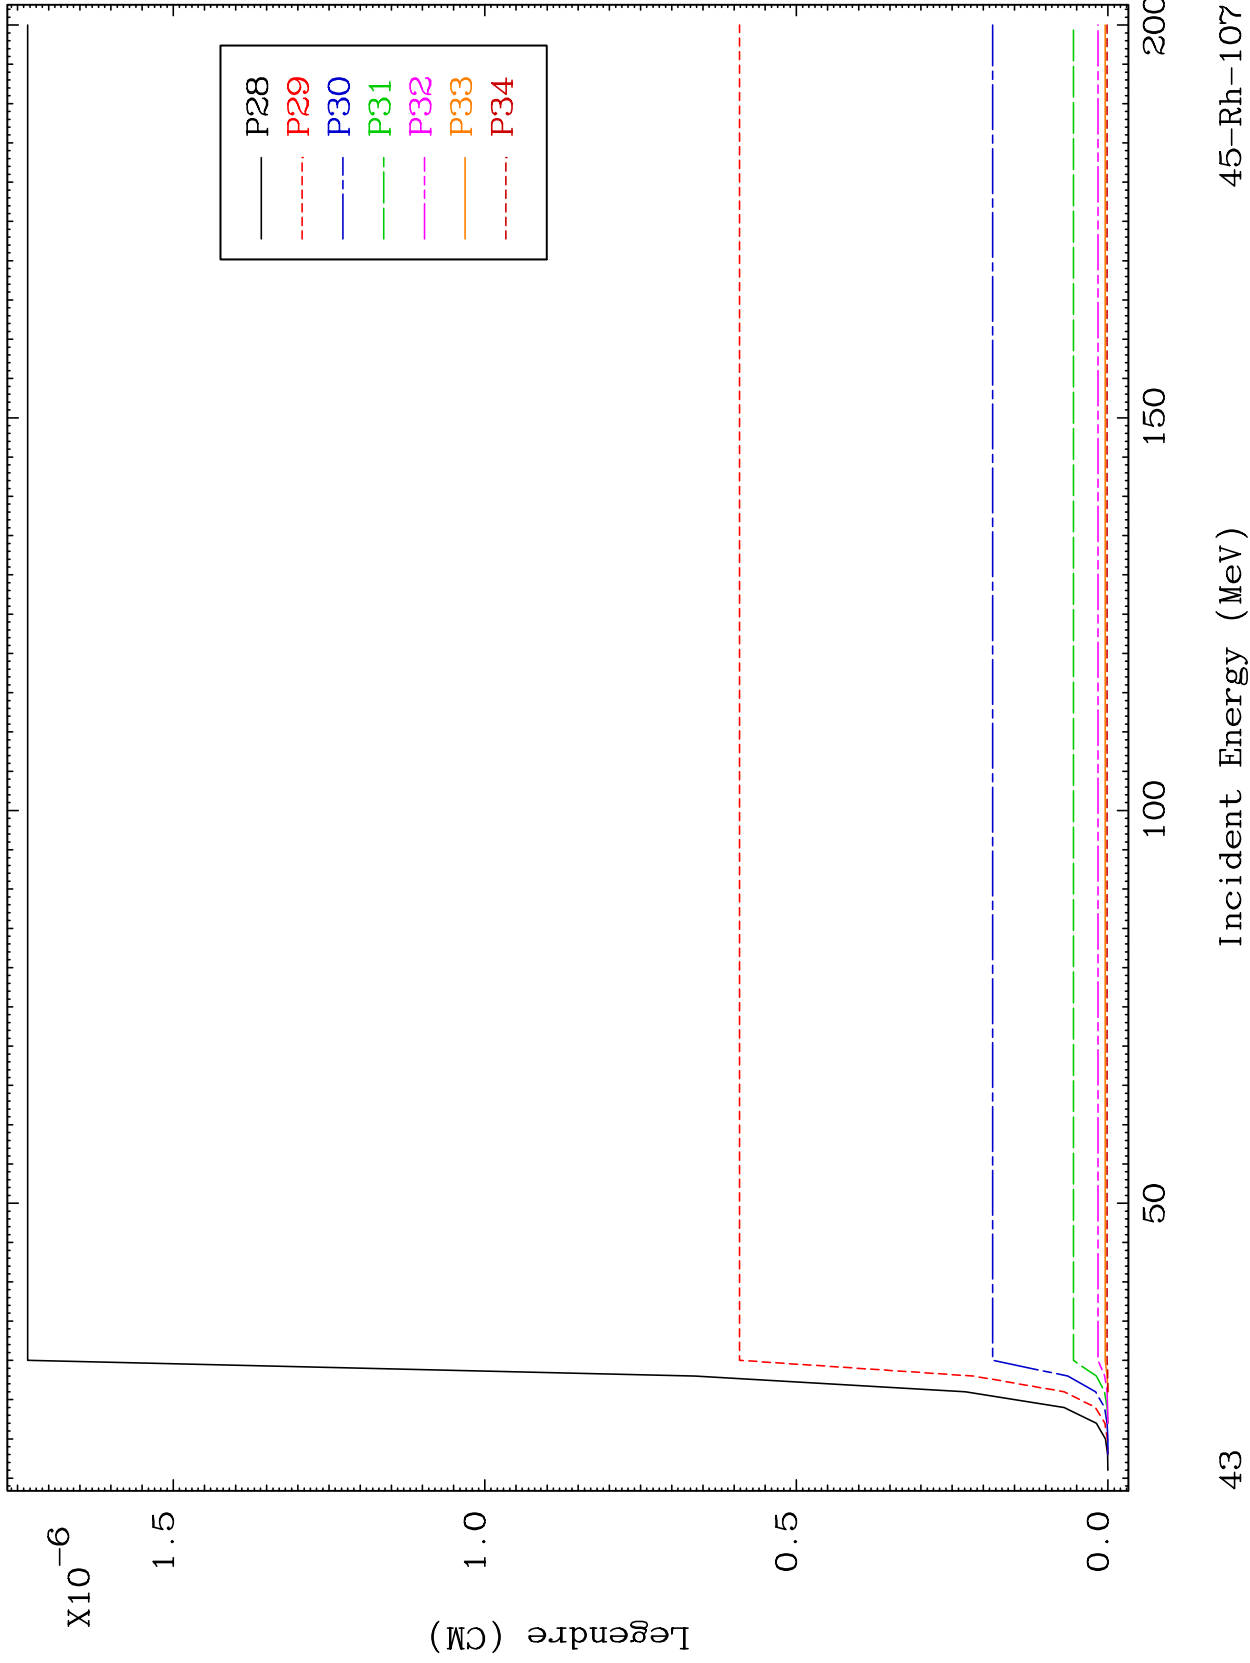 X10-6
1.5
1.0
0.5
0.0
Legendre (CM)
50
100
150
200
Incident Energy (MeV)
P28
P29
P30
P31
P32
P33
P34
43
45-Rh-107